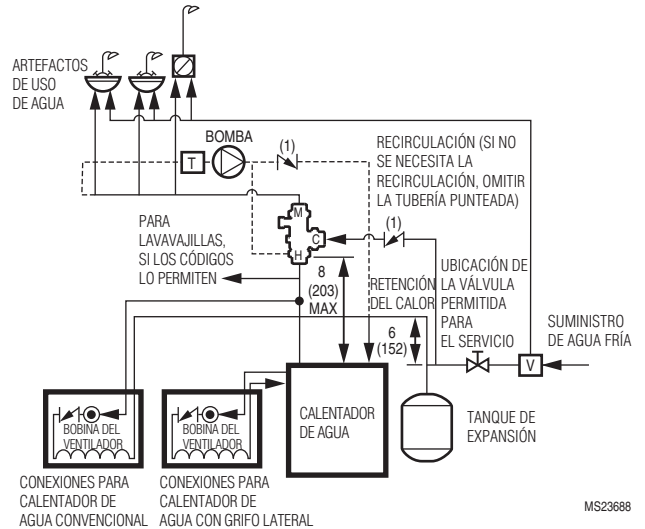 ARTEFACTOS
DE USO
DE AGUA
BOMBA
T
(1)
RECIRCULACIÓN (SI NO
SE NECESITA LA
RECIRCULACIÓN, OMITIR
LA TUBERÍA PUNTEADA)
M
C
H
(1)
PARA
LAVAVAJILLAS,
SI LOS CÓDIGOS
LO PERMITEN
8
(203)
MAX
RETENCIÓN
DEL CALOR
6
(152)
UBICACIÓN DE
LA VÁLVULA
PERMITIDA
PARA
EL SERVICIO
SUMINISTRO
DE AGUA FRÍA
V
BOBINA DEL
VENTILADOR
BOBINA DEL
VENTILADOR
CALENTADOR
DE AGUA
TANQUE DE
EXPANSIÓN
CONEXIONES PARA
CALENTADOR DE
AGUA CONVENCIONAL
CONEXIONES PARA
CALENTADOR DE
AGUA CON GRIFO LATERAL
MS23688